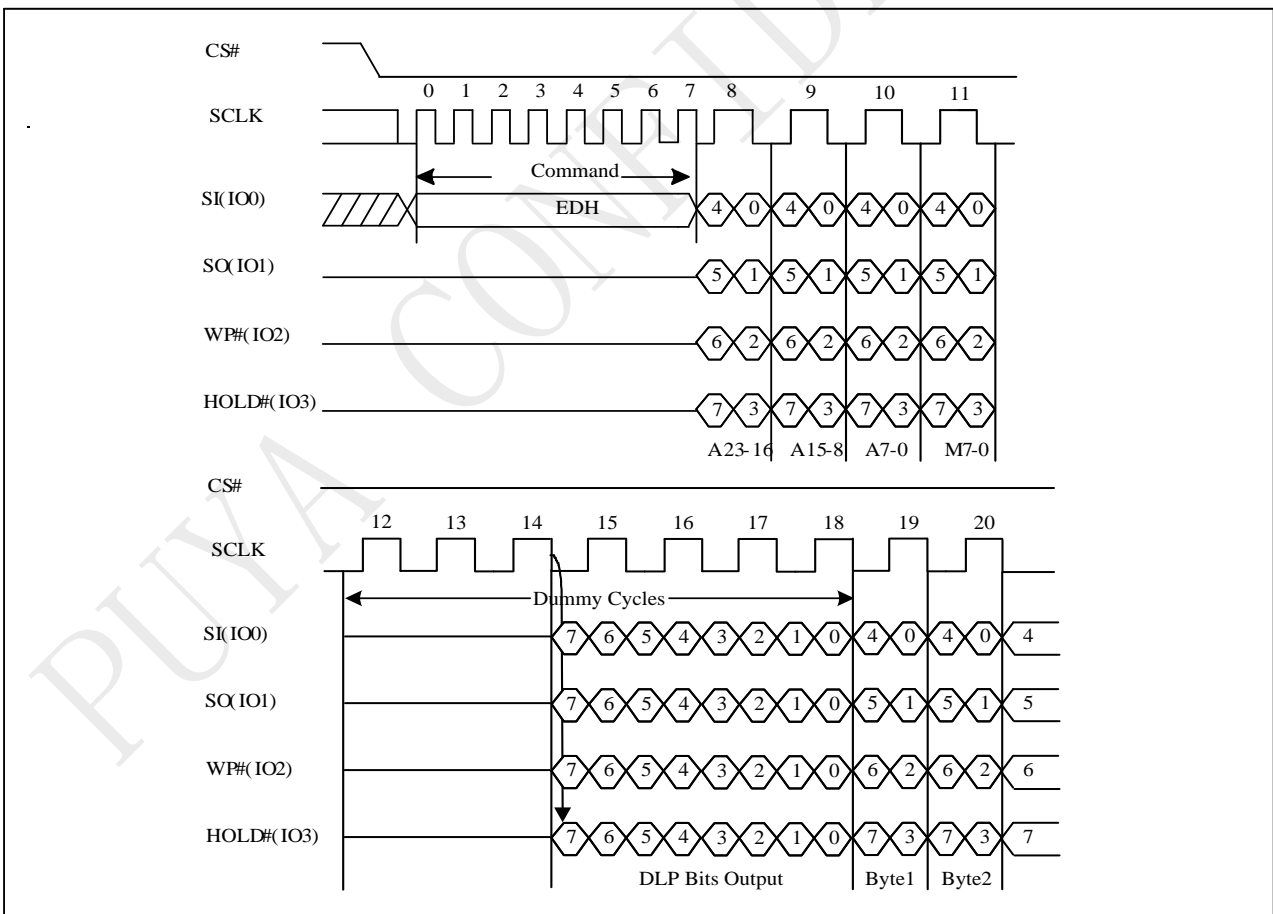 PUYA CONFID
CS#
0 1 2 3 4 5 6 7 8 9 10 11
SCLK
Command
SI(IO0) EDH 4 0 4 0 4 0 4 0
SO(IO1) 5 1 5 1 5 1 5 1
WP#(IO2) 6 2 6 2 6 2 6 2
HOLD#(IO3) 7 3 7 3 7 3 7 3
A23-16 A15-8 A7-0 M7-0
CS#
12 13 14 15 16 17 18 19 20
SCLK
Dummy Cycles
SI(IO0) 7 6 5 4 3 2 1 0 4 0 4 0 4
SO(IO1) 7 6 5 4 3 2 1 0 5 1 5 1 5
WP#(IO2) 7 6 5 4 3 2 1 0 6 2 6 2 6
HOLD#(IO3) 7 6 5 4 3 2 1 0 7 3 7 3 7
DLP Bits Output Byte1 Byte2